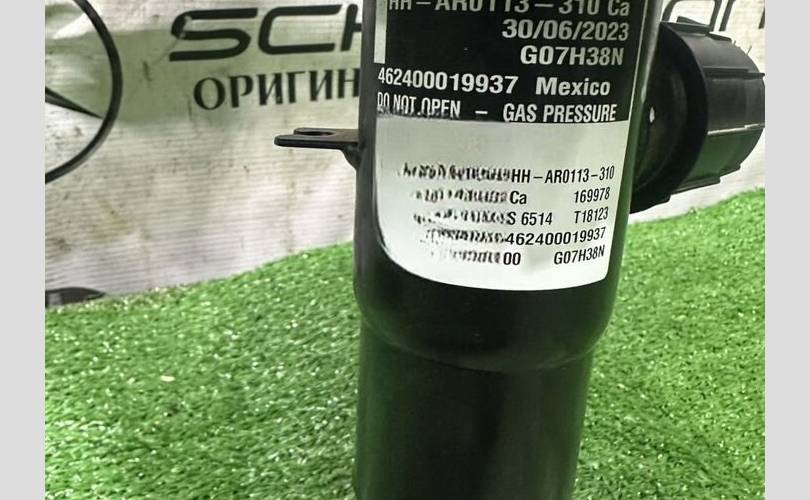 HH-AR0113-310 Ca
30/06/2023
G07H38N
462400019937 Mexico
DO NOT OPEN - GAS PRESSURE
HH-AR0113-310
Ca 169978
S 6514 T18123
462400019937
00 G07H38N
SCH
ОРИГИН